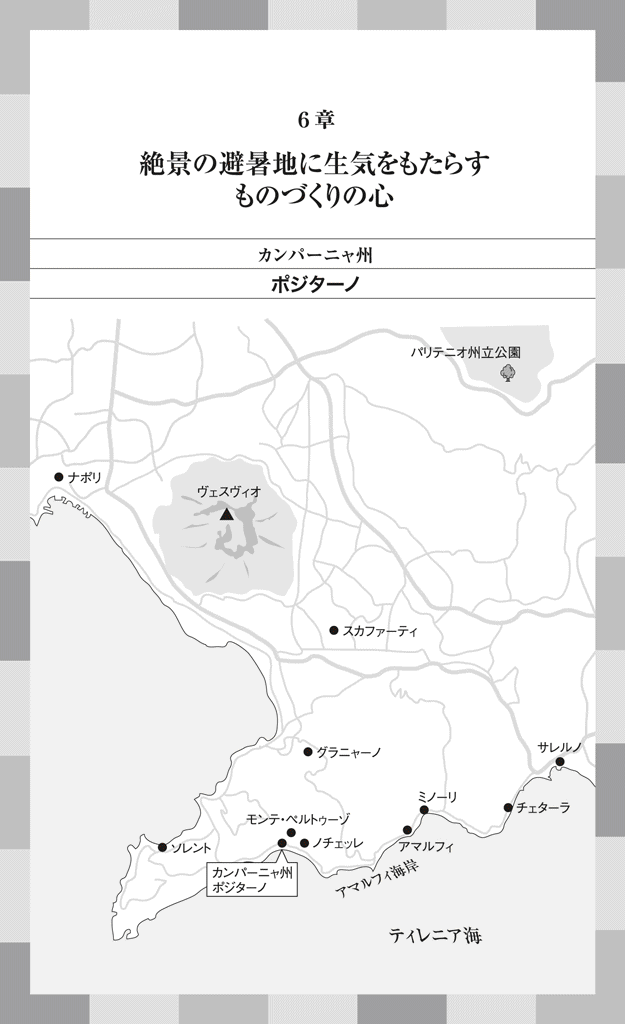 6章
絶景の避暑地に生気をもたらす
ものづくりの心
カンパーニャ州
ポジターノ
パリテニオ州立公園
ナポリ
ヴェスヴィオ
スカファーティ
サレルノ
グラニャーノ
ミノーリ
チェターラ
モンテ・ペルトゥーゾ
ソレント
ノチェッレ
アマルフィ
カンパーニャ州
ポジターノ
アマルフィ海岸
ティレニア海